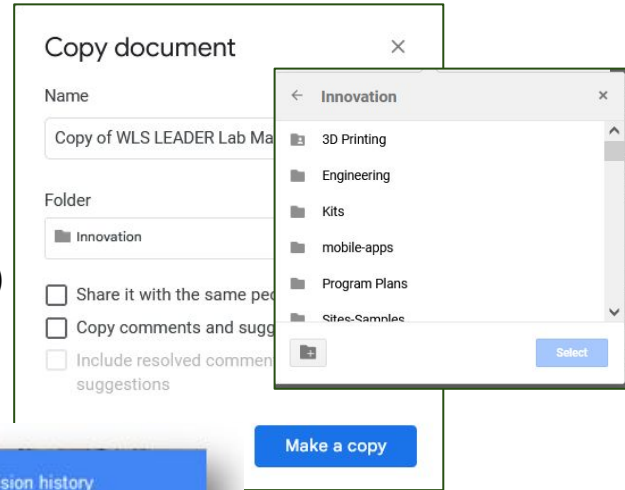 Copy document
Name
Copy of WLS LEADER Lab Ma
Folder
Innovation
Share it with the same
Copy comments and sugg
Include resolved commen
suggestions
Make a copy
Innovation
3D Printing
Engineering
Kits
mobile-apps
Program Plans
Sites-Samples
Select
sion history
)